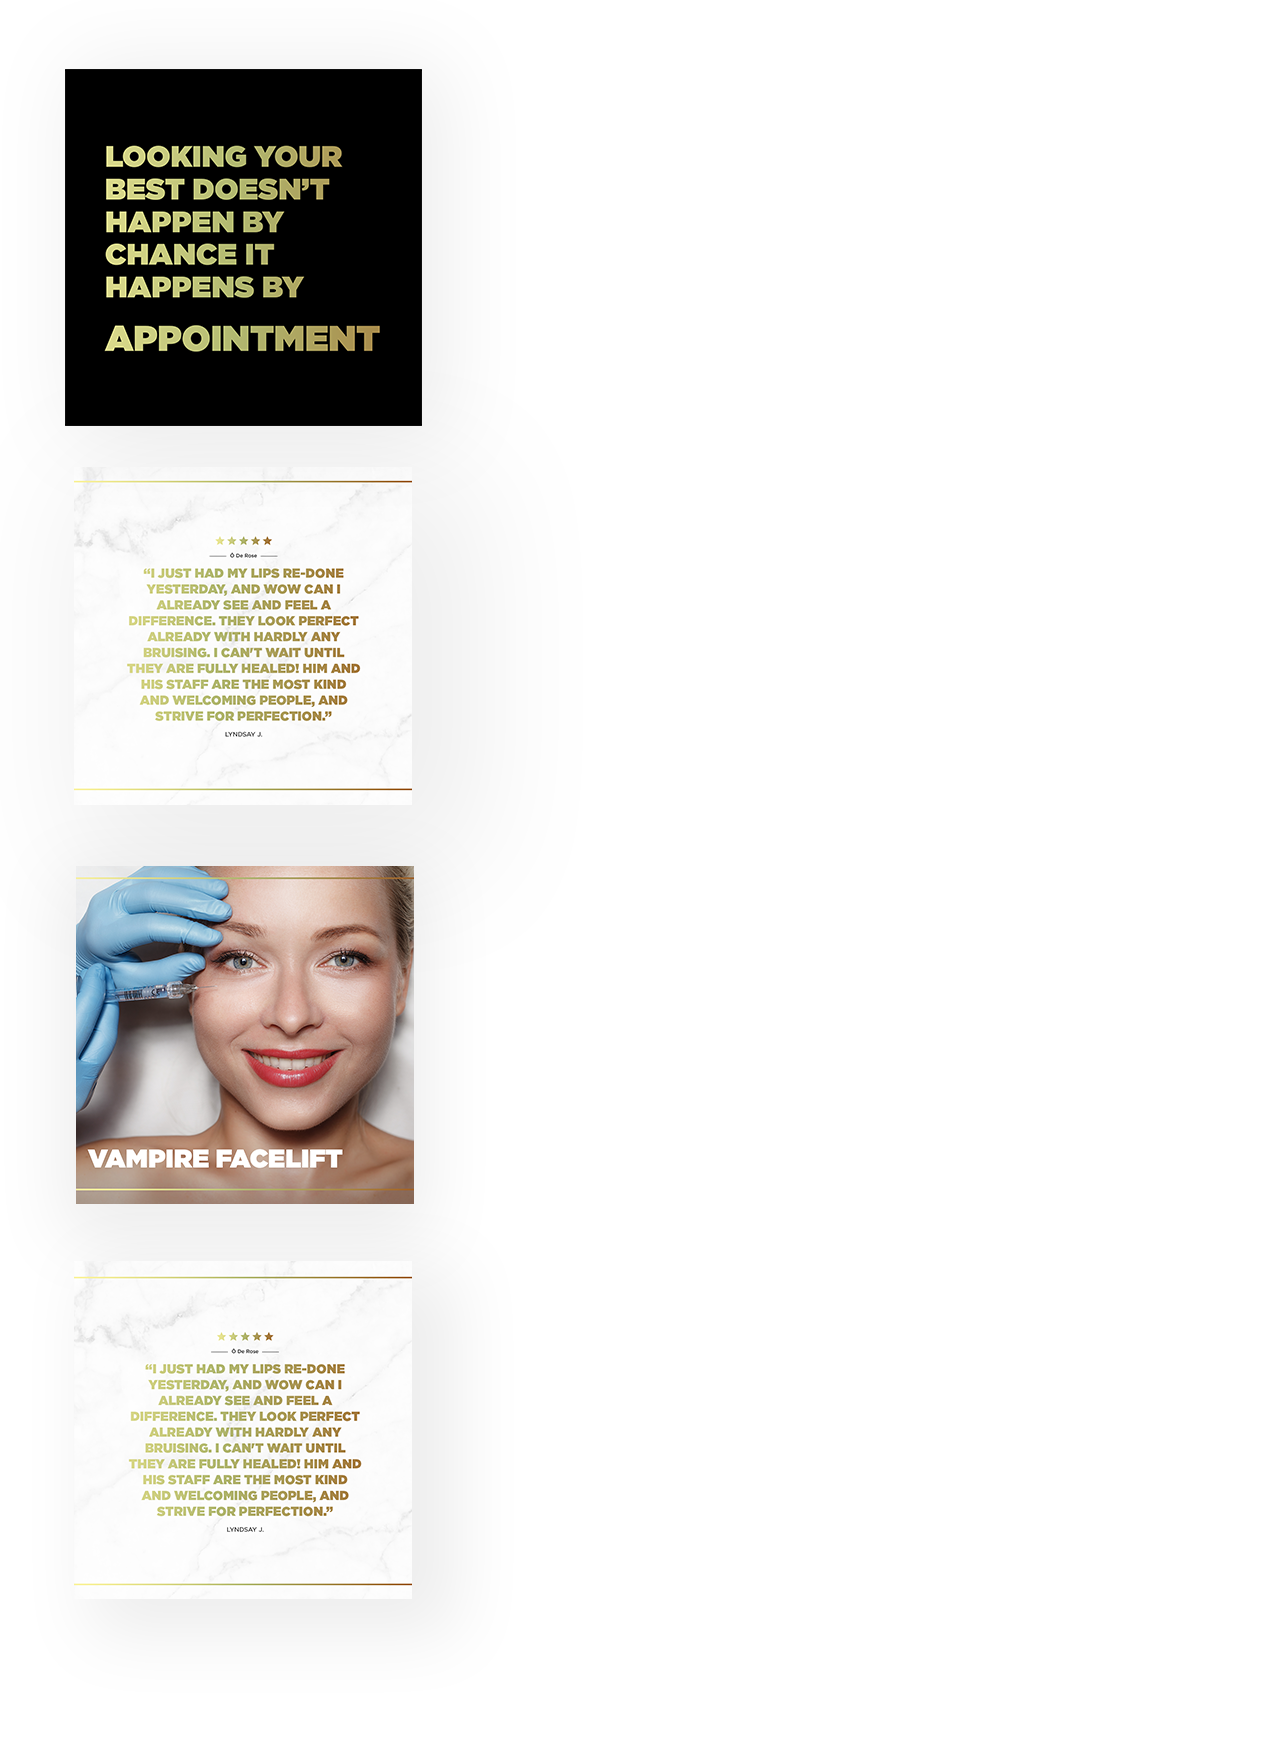 LOOKING YOUR
BEST DOESN’T
HAPPEN BY
CHANCE IT
HAPPENS BY
APPOINTMENT
Ô De Rose
“I JUST HAD MY LIPS RE-DONE
YESTERDAY, AND WOW CAN I
ALREADY SEE AND FEEL A
DIFFERENCE. THEY LOOK PERFECT
ALREADY WITH HARDLY ANY
BRUISING. I CAN'T WAIT UNTIL
THEY ARE FULLY HEALED! HIM AND
HIS STAFF ARE THE MOST KIND
AND WELCOMING PEOPLE, AND
STRIVE FOR PERFECTION.”
LYNDSAY J.
VAMPIRE FACELIFT
Ô De Rose
“I JUST HAD MY LIPS RE-DONE
YESTERDAY, AND WOW CAN I
ALREADY SEE AND FEEL A
DIFFERENCE. THEY LOOK PERFECT
ALREADY WITH HARDLY ANY
BRUISING. I CAN'T WAIT UNTIL
THEY ARE FULLY HEALED! HIM AND
HIS STAFF ARE THE MOST KIND
AND WELCOMING PEOPLE, AND
STRIVE FOR PERFECTION.”
LYNDSAY J.